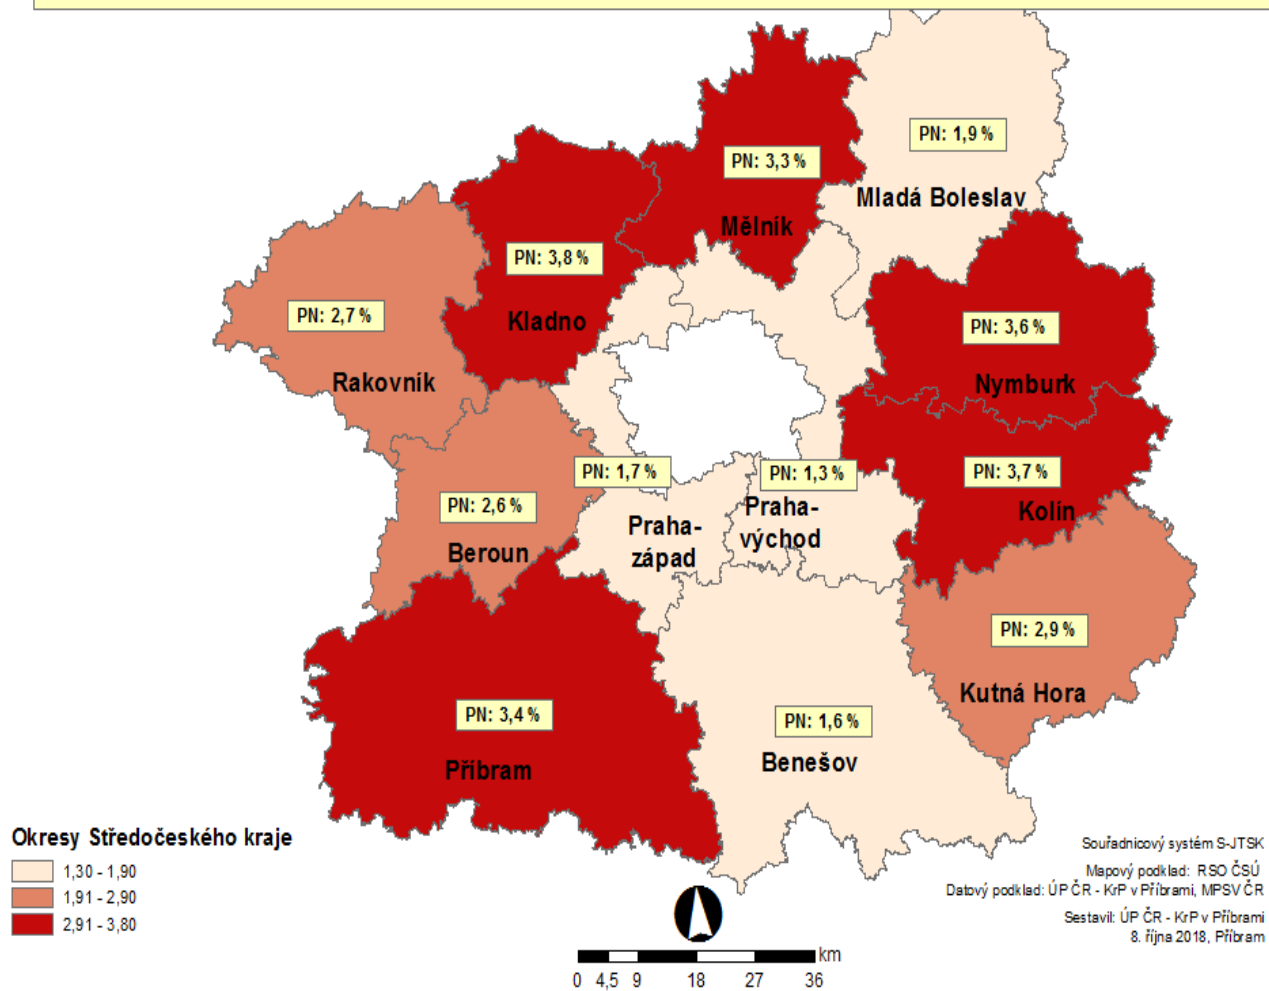 PN: 1,9 %
Mladá Boleslav
PN: 3,3 %
Mělník
PN: 3,8 %
Kladno
PN: 2,7 %
Rakovník
PN: 3,6 %
Nymburk
PN: 3,7 %
Kolín
PN: 1,7 %
Praha-
západ
PN: 1,3 %
Praha-
východ
PN: 2,6 %
Beroun
PN: 2,9 %
Kutná Hora
PN: 3,4 %
Příbram
PN: 1,6 %
Benešov
Okresy Středočeského kraje
1,30 - 1,90
1,91 - 2,90
2,91 - 3,80
Souřadnicový systém S-JTSK
Mapový podklad: RSO ČSÚ
Datový podklad: ÚP ČR - KrP v Příbrami, MPSV ČR
Sestavil: ÚP ČR - KrP v Příbrami
8. října 2018, Příbram
km
0 4,5 9 18 27 36